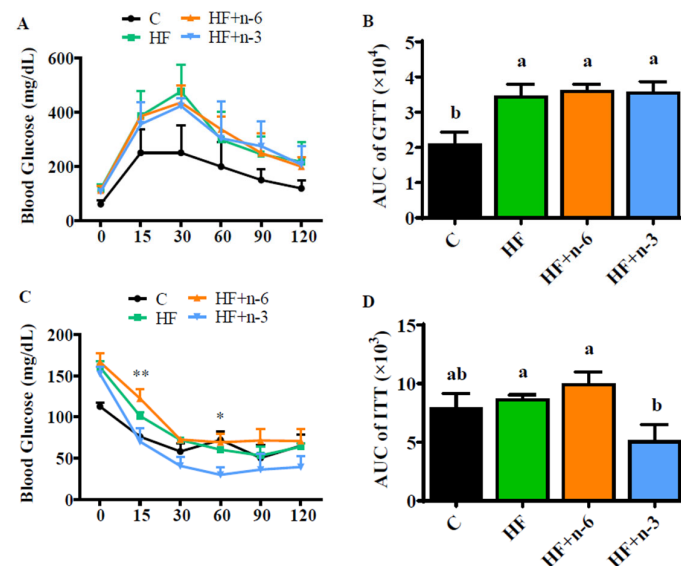 A
C HF+n-6
HF HF+n-3
Blood Glucose (mg/dL)
600
400
200
0
0 15 30 60 90 120
B
AUC of GTT (×10⁴)
5
4
3
2
1
0
b a a a
C HF HF+n-6 HF+n-3
C
C HF+n-6
HF HF+n-3
Blood Glucose (mg/dL)
200
150
100
50
0
** *
0 15 30 60 90 120
D
AUC of ITT (×10³)
15
10
5
0
ab a a b
C HF HF+n-6 HF+n-3